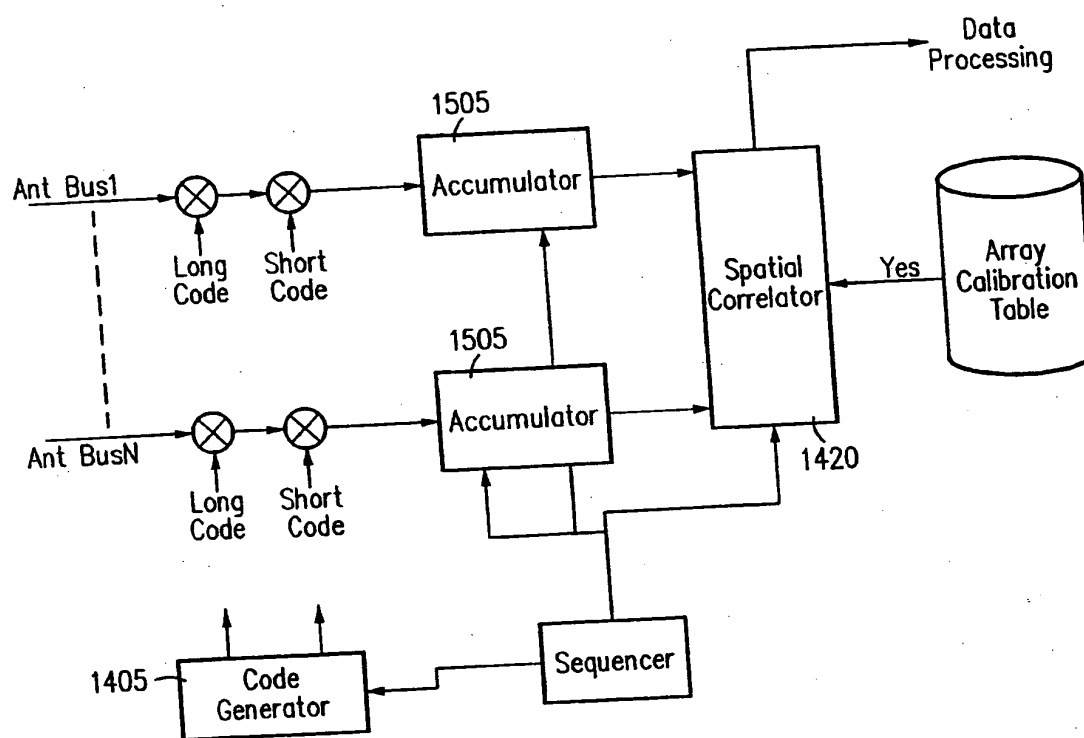 Data
Processing
1505
Ant Bus1
Accumulator
Long
Code
Short
Code
Spatial
Correlator
Yes
Array
Calibration
Table
1505
Accumulator
Ant BusN
Long
Code
Short
Code
1420
1405
Code
Generator
Sequencer